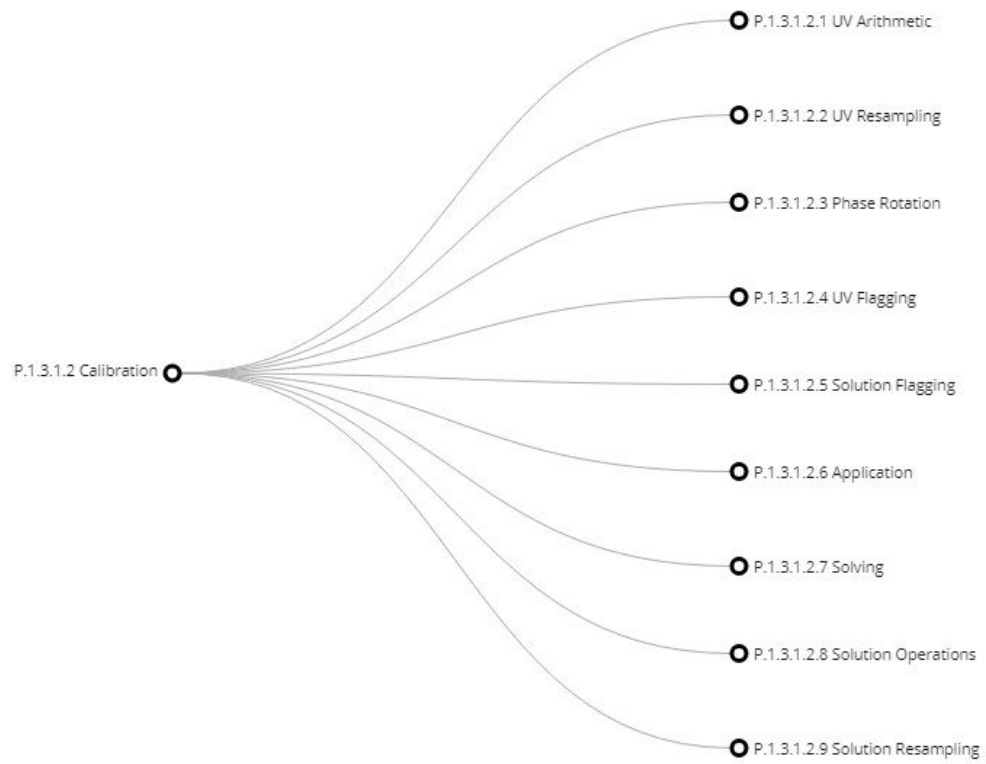 P.1.3.1.2.1 UV Arithmetic
P.1.3.1.2.2 UV Resampling
P.1.3.1.2.3 Phase Rotation
P.1.3.1.2.4 UV Flagging
P.1.3.1.2 Calibration
P.1.3.1.2.5 Solution Flagging
P.1.3.1.2.6 Application
P.1.3.1.2.7 Solving
P.1.3.1.2.8 Solution Operations
P.1.3.1.2.9 Solution Resampling